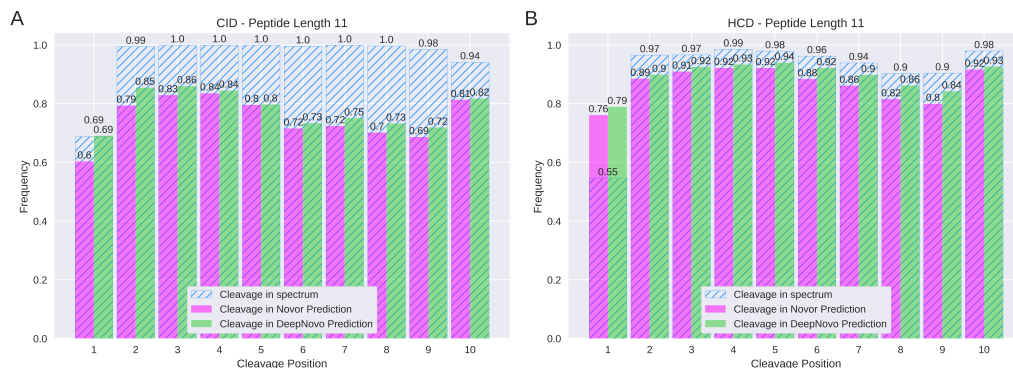 A
CID - Peptide Length 11
Frequency
1.0
0.8
0.6
0.4
0.2
0.0
0.69 0.99 1.0 1.0 1.0 1.0 1.0 1.0 0.98 0.94
0.6 0.79 0.83 0.84 0.8 0.72 0.72 0.7 0.69 0.81
0.69 0.85 0.86 0.84 0.8 0.73 0.75 0.73 0.72 0.82
Cleavage in spectrum
Cleavage in Novor Prediction
Cleavage in DeepNovo Prediction
1 2 3 4 5 6 7 8 9 10
Cleavage Position
B
HCD - Peptide Length 11
Frequency
1.0
0.8
0.6
0.4
0.2
0.0
0.55 0.97 0.97 0.99 0.98 0.96 0.94 0.9 0.9 0.98
0.76 0.89 0.91 0.92 0.92 0.88 0.86 0.82 0.8 0.92
0.79 0.9 0.92 0.93 0.94 0.92 0.9 0.86 0.84 0.93
Cleavage in spectrum
Cleavage in Novor Prediction
Cleavage in DeepNovo Prediction
1 2 3 4 5 6 7 8 9 10
Cleavage Position